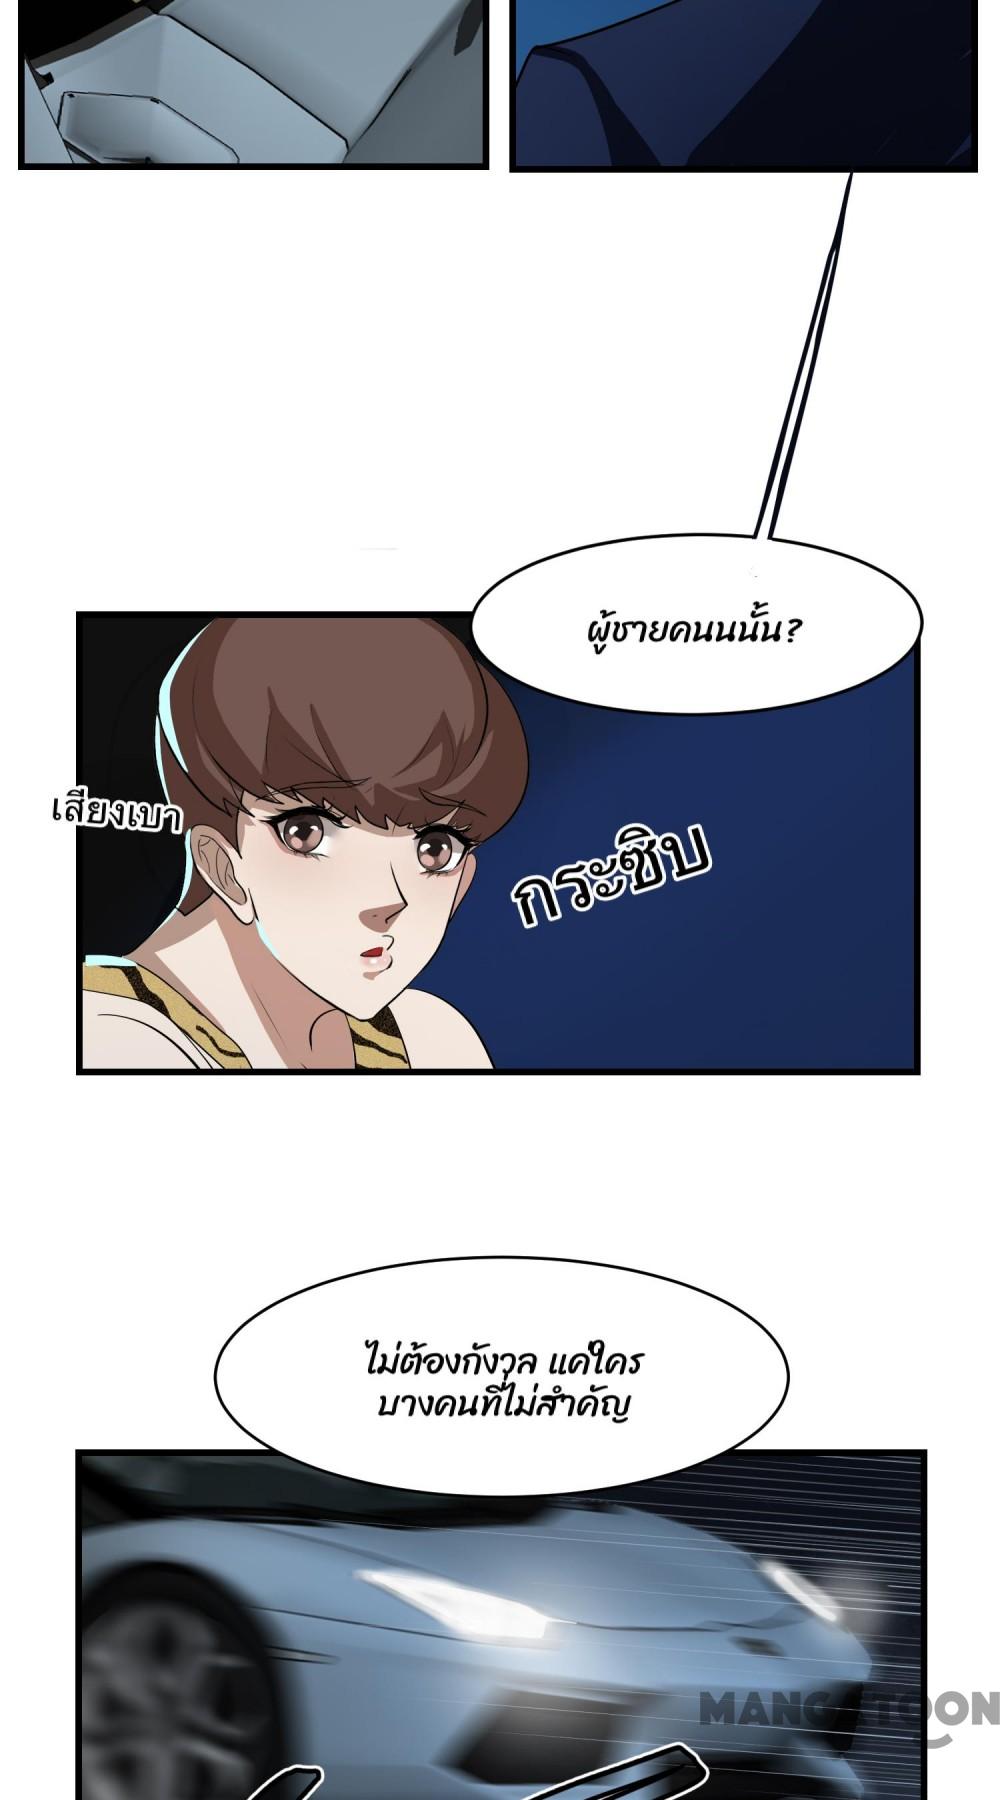 ผู้ชายคนนนั้น?
เสียงเบา
กระซิบ
ไม่ต้องกังวล แค่ใคร
บางคนที่ไม่สำคัญ
MANGATOON